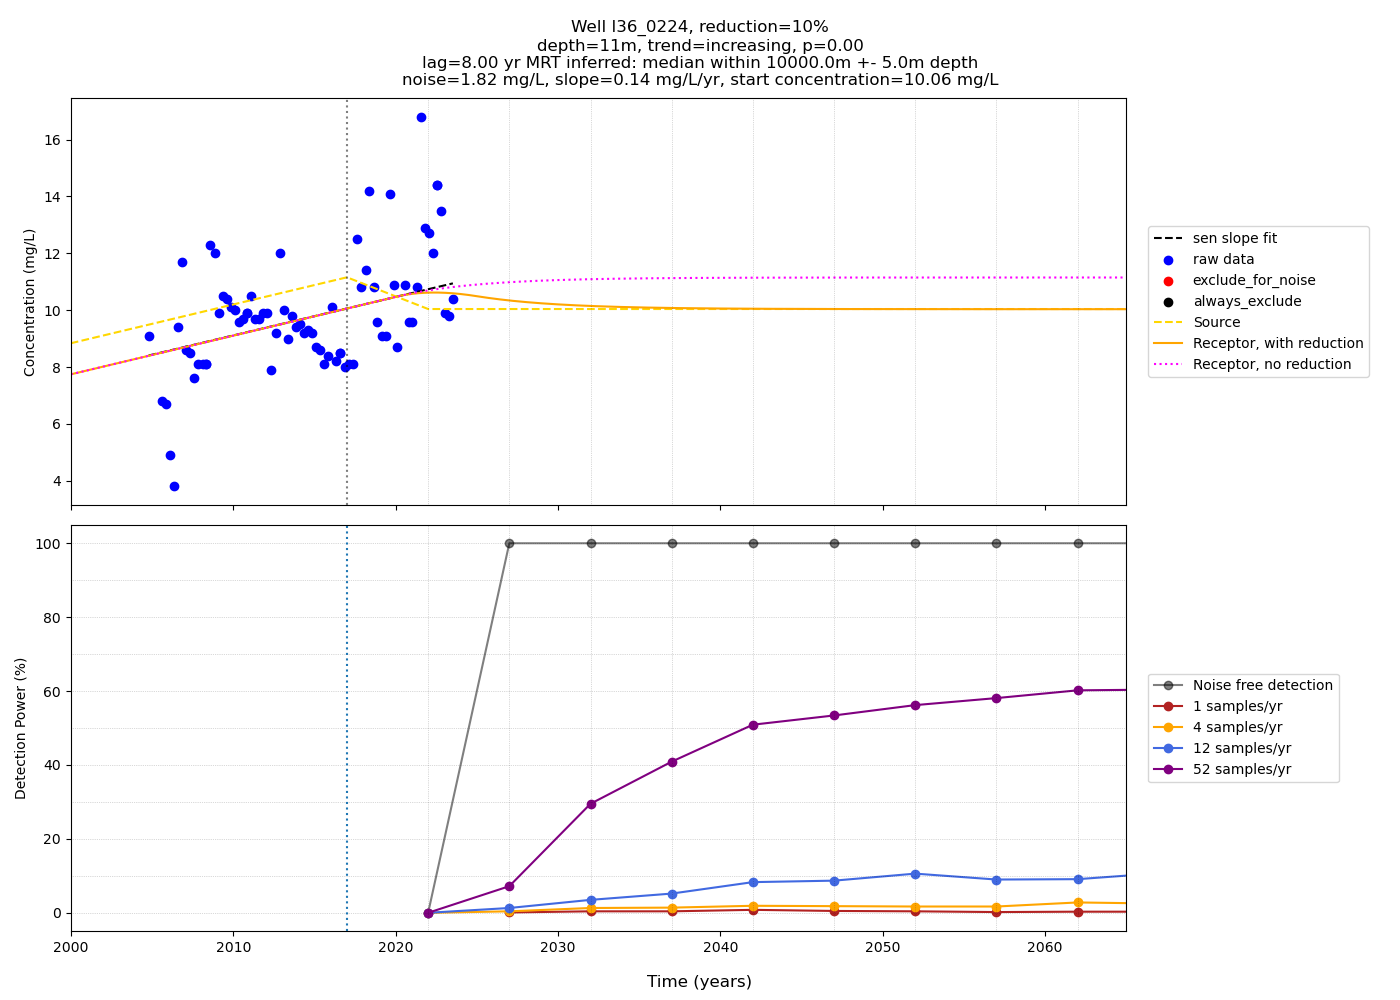 Well l36_0224, reduction=10%
depth=11m, trend=increasing, p=0.00
lag=8.00 yr MRT inferred: median within 10000.0m +- 5.0m depth
noise=1.82 mg/L, slope=0.14 mg/L/yr, start concentration=10.06 mg/L
Concentration (mg/L)
16
14
12
10
8
6
4
sen slope fit
raw data
exclude_for_noise
always_exclude
Source
Receptor, with reduction
Receptor, no reduction
Detection Power (%)
100
80
60
40
20
0
Noise free detection
1 samples/yr
4 samples/yr
12 samples/yr
52 samples/yr
2000
2010
2020
2030
2040
2050
2060
Time (years)